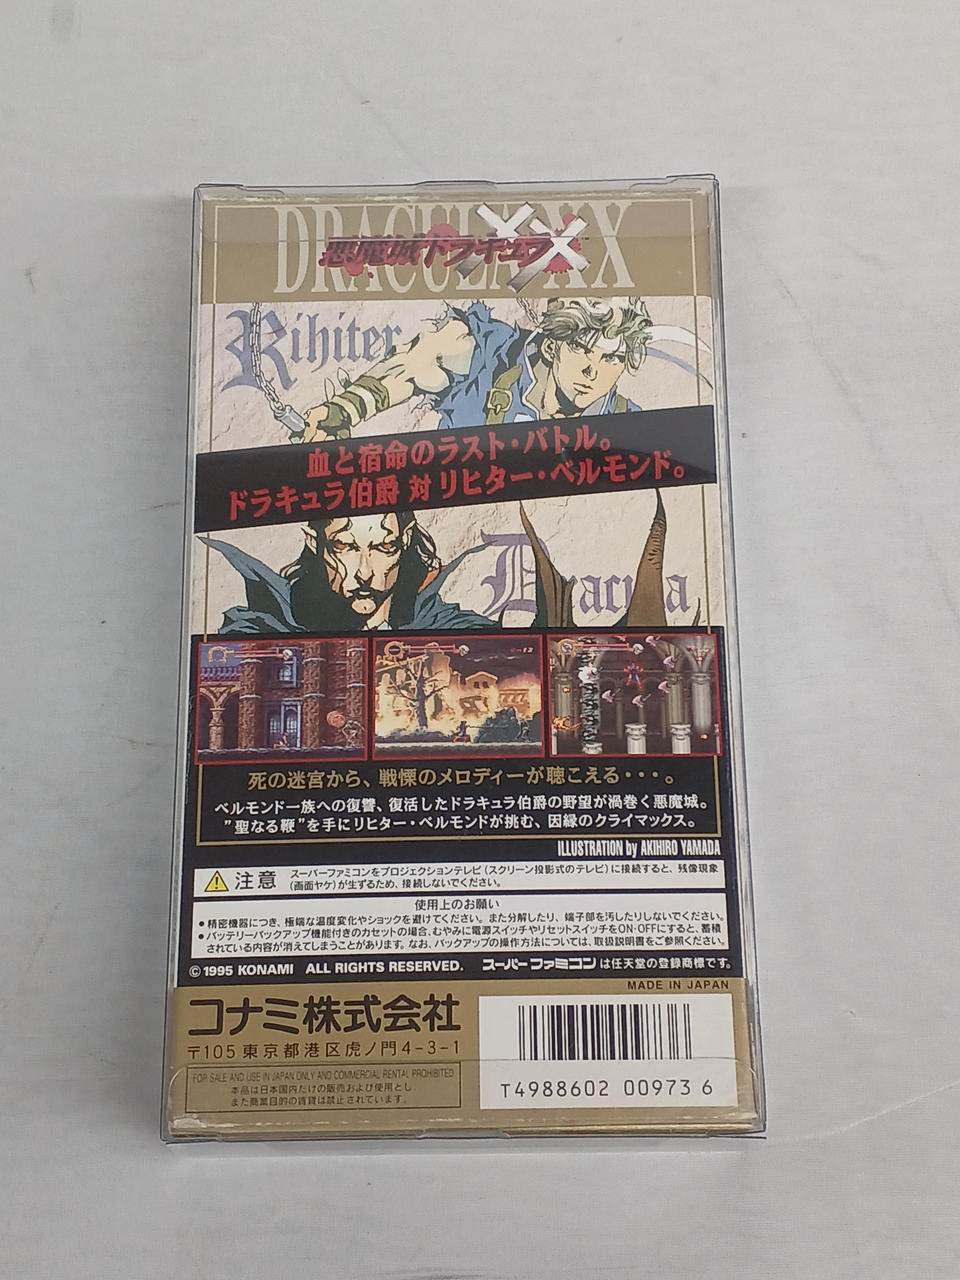 DRACULA XX
悪魔城ドラキュラXX
Rihiter
血と宿命のラスト・バトル。
ドラキュラ伯爵 対 リヒター・ベルモンド。
Dracula
死の迷宮から、戦慄のメロディーが聴こえる・・・。
ベルモンド一族への復讐、復活したドラキュラ伯爵の野望が渦巻く悪魔城。
"聖なる鞭"を手にリヒター・ベルモンドが挑む、因縁のクライマックス。
ILLUSTRATION by AKIHIRO YAMADA
注意
スーパーファミコンをプロジェクションテレビ(スクリーン投影式のテレビ)に接続すると、残像現象
(画面ヤケ)が生ずるため、接続しないでください。
使用上のお願い
●精密機器につき、極端な温度変化やショックを避けてください。また分解したり、端子部を汚したりしないでください。
●バッテリーバックアップ機能付きのカセットの場合、むやみに電源スイッチやリセットスイッチをON・OFFにすると、蓄積
されている内容が消えてしまうことがあります。なお、バックアップの操作方法については、取扱説明書をご参照ください。
©1995 KONAMI ALL RIGHTS RESERVED. スーパーファミコンは任天堂の登録商標です。
MADE IN JAPAN
コナミ株式会社
〒105 東京都港区虎ノ門4-3-1
FOR SALE AND USE IN JAPAN ONLY AND COMMERCIAL RENTAL PROHIBITED
本品は日本国内だけの販売および使用とし、
また商業目的の賃貸は禁止されています。
T4988602 00973 6